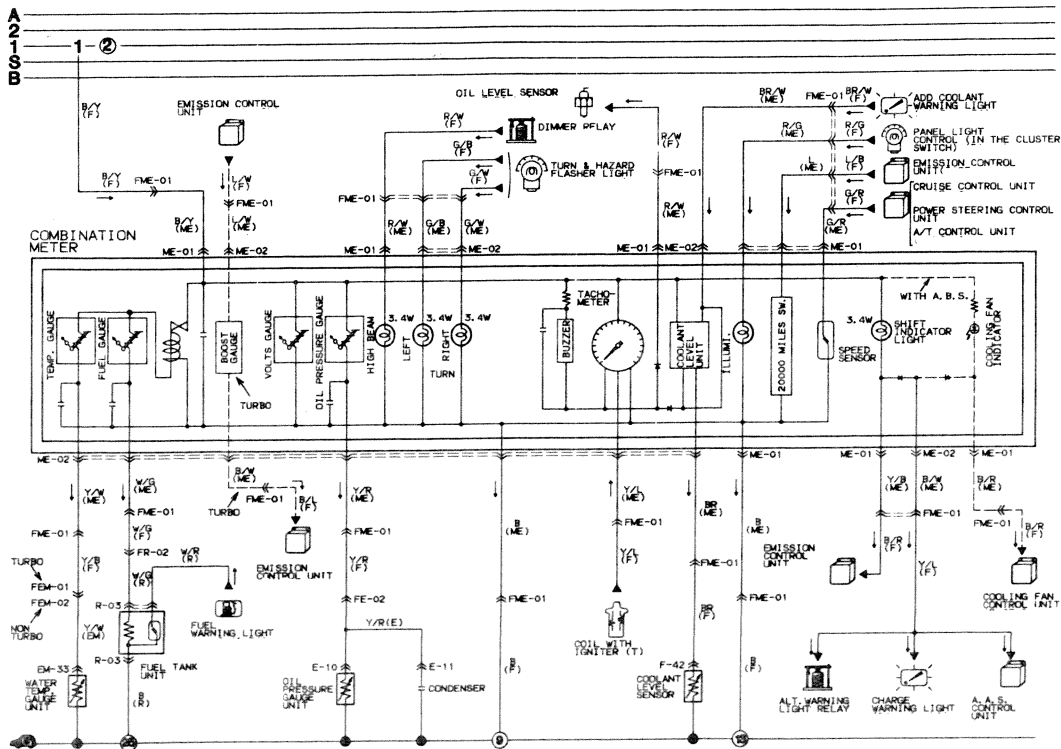 A
2
1
S
B
1 - 2
B/Y (F)
EMISSION CONTROL UNIT
OIL LEVEL SENSOR
DIMMER RELAY
TURN & HAZARD FLASHER LIGHT
R/W (F)
G/B (F)
G/W (F)
BR/W (ME)
FME-01
BR/W (F)
ADD COOLANT WARNING LIGHT
R/G (ME)
R/G (F)
PANEL LIGHT CONTROL (IN THE CLUSTER SWITCH)
L (ME)
L/B (F)
EMISSION CONTROL UNIT
CRUISE CONTROL UNIT
G/R (F)
POWER STEERING CONTROL UNIT
A/T CONTROL UNIT
G/R (ME)
R/W (F)
FME-01
R/W (ME)
B/Y (F)
FME-01
L/W (F)
FME-01
L/W (ME)
B/Y (ME)
FME-01
R/W (ME)
G/B (ME)
G/W (ME)
COMBINATION METER
ME-01
ME-02
ME-01
ME-02
ME-01
ME-02
ME-01
ME-01
TEMP. GAUGE
FUEL GAUGE
BOOST GAUGE
TURBO
VOLTS GAUGE
OIL PRESSURE GAUGE
HIGH BEAM
3.4W
3.4W
3.4W
LEFT
RIGHT
TURN
BUZZER
TACHO-METER
COOLANT LEVEL UNIT
ILLUMI.
20000 MILES SW.
SPEED SENSOR
3.4W
SHIFT INDICATOR LIGHT
WITH A.B.S.
COOLING FAN INDICATOR
ME-02
ME-02
ME-01
ME-01
ME-02
ME-01
ME-01
ME-01
ME-01
Y/W (ME)
W/G (ME)
B/W (ME)
FME-01
TURBO
B/L (F)
EMISSION CONTROL UNIT
Y/R (ME)
B (ME)
Y/L (ME)
BR (ME)
B (ME)
Y/B (ME)
B/W (ME)
B/R (ME)
FME-01
B/R (F)
FME-01
FME-01
W/G (F)
FR-02
W/R (R)
W/G (R)
TURBO
FEM-01
FEM-02
NON TURBO
Y/B (F)
Y/W (EM)
R-03
R-03
FUEL WARNING LIGHT
FUEL TANK UNIT
EM-33
WATER TEMP. GAUGE UNIT
B (R)
FME-01
Y/R (F)
FE-02
Y/R(E)
E-10
E-11
OIL PRESSURE GAUGE UNIT
CONDENSER
FME-01
B (F)
FME-01
Y/L (F)
COIL WITH IGNITER (T)
FME-01
BR (F)
F-42
COOLANT LEVEL SENSOR
FME-01
B (F)
EMISSION CONTROL UNIT
B/R (F)
Y/L (F)
COOLING FAN CONTROL UNIT
ALT. WARNING LIGHT RELAY
CHARGE WARNING LIGHT
A.A.S. CONTROL UNIT
9
13